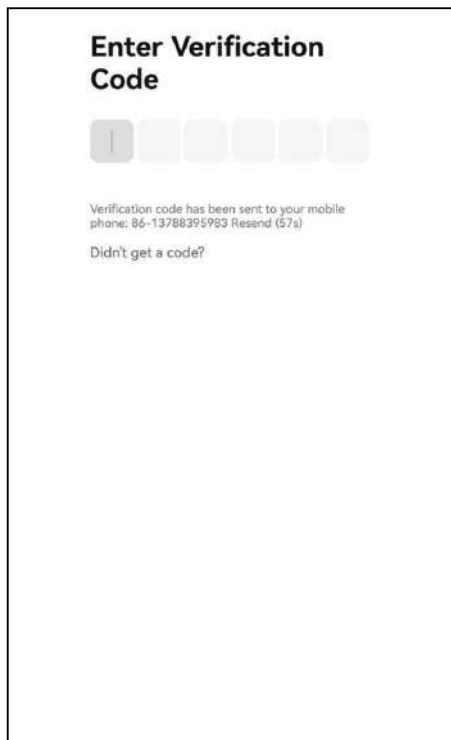 Enter Verification
Code
Verification code has been sent to your mobile
phone: 86-13788395983 Resend (57s)
Didn't get a code?